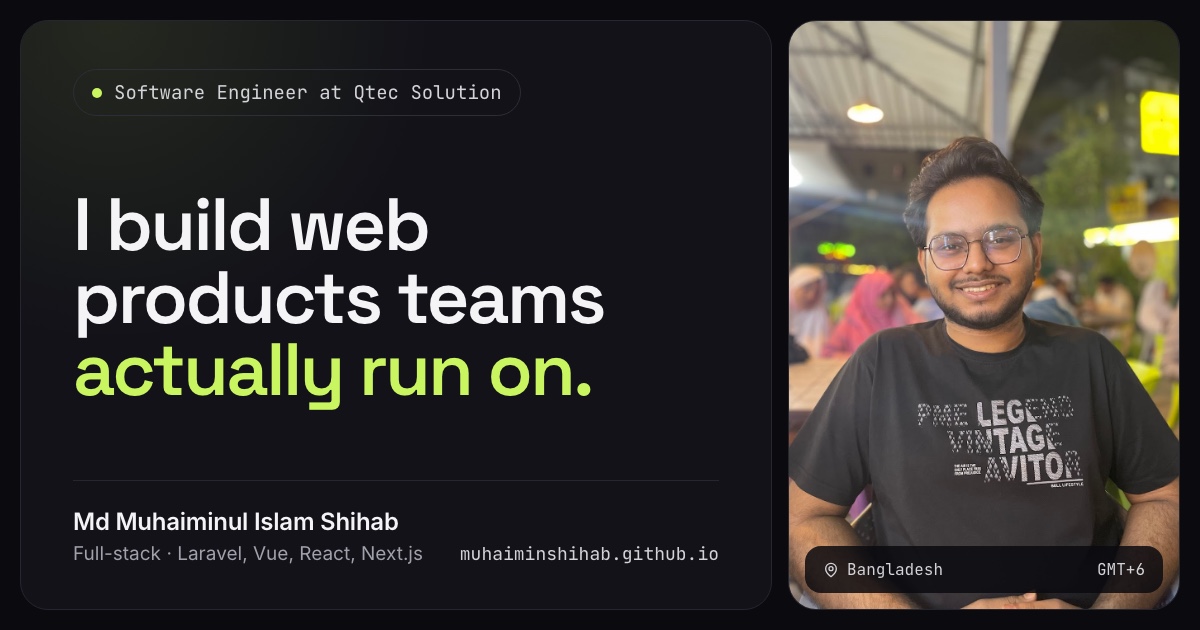 Software Engineer at Qtec Solution
I build web
products teams
actually run on.
Md Muhaiminul Islam Shihab
Full-stack · Laravel, Vue, React, Next.js
muhaiminshihab.github.io
LEGEND
VINTAGE
AVITOR
Bangladesh
GMT+6